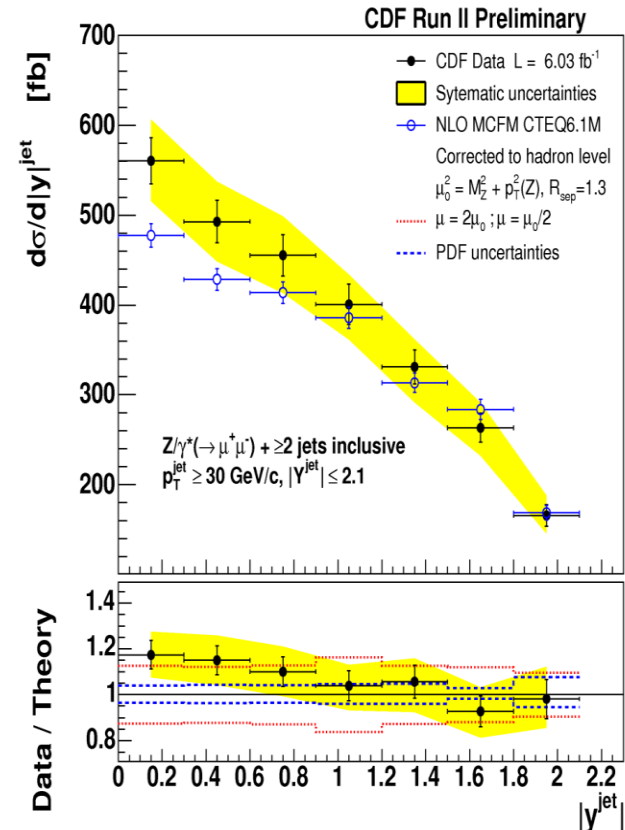 CDF Run II Preliminary
dσ/d|y|^jet [fb]
700
600
500
400
300
200
CDF Data L = 6.03 fb^-1
Sytematic uncertainties
NLO MCFM CTEQ6.1M
Corrected to hadron level
μ_0^2 = M_Z^2 + p_T^2(Z), R_sep=1.3
μ = 2μ_0 ; μ = μ_0/2
PDF uncertainties
Z/γ*(→μ^+μ^-) + ≥2 jets inclusive
p_T^jet ≥ 30 GeV/c, |Y^jet| ≤ 2.1
Data / Theory
1.4
1.2
1
0.8
0 0.2 0.4 0.6 0.8 1 1.2 1.4 1.6 1.8 2 2.2
|y^jet|